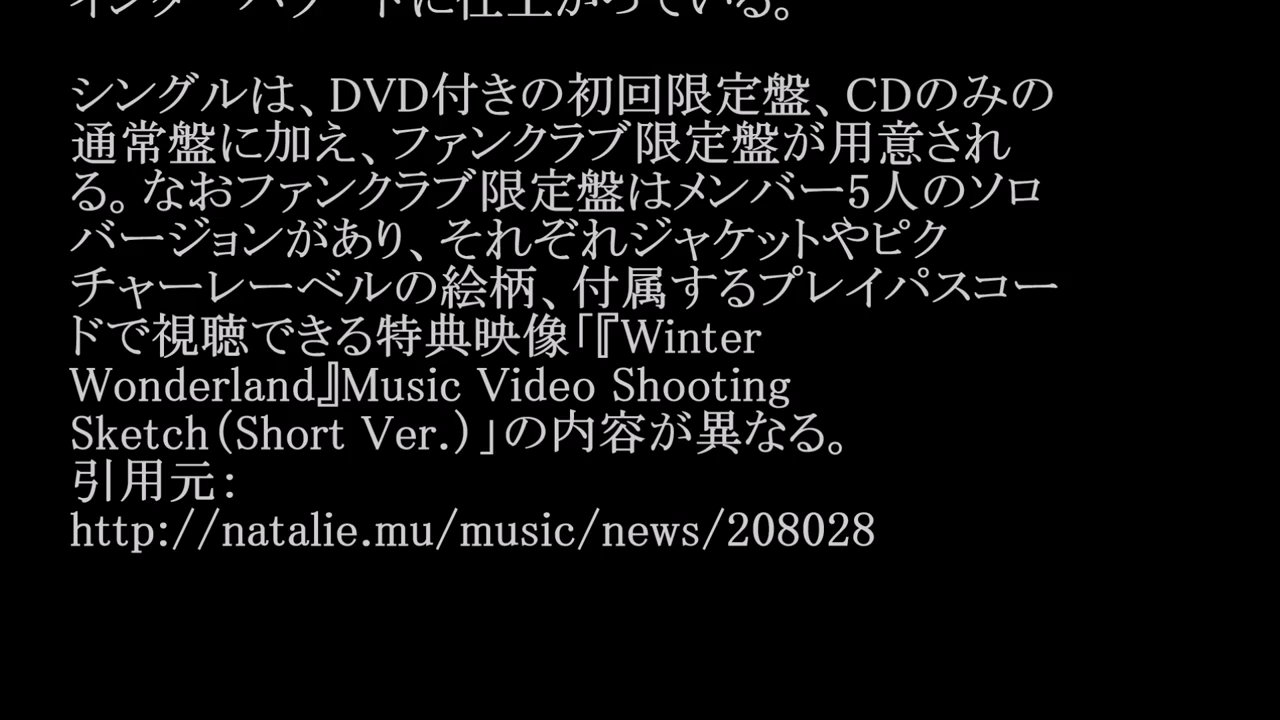 シングルは、DVD付きの初回限定盤、CDのみの
通常盤に加え、ファンクラブ限定盤が用意され
る。なおファンクラブ限定盤はメンバー5人のソロ
バージョンがあり、それぞれジャケットやピク
チャーレーベルの絵柄、付属するプレイパスコー
ドで視聴できる特典映像「『Winter
Wonderland』Music Video Shooting
Sketch（Short Ver.）」の内容が異なる。
引用元：
http://natalie.mu/music/news/208028